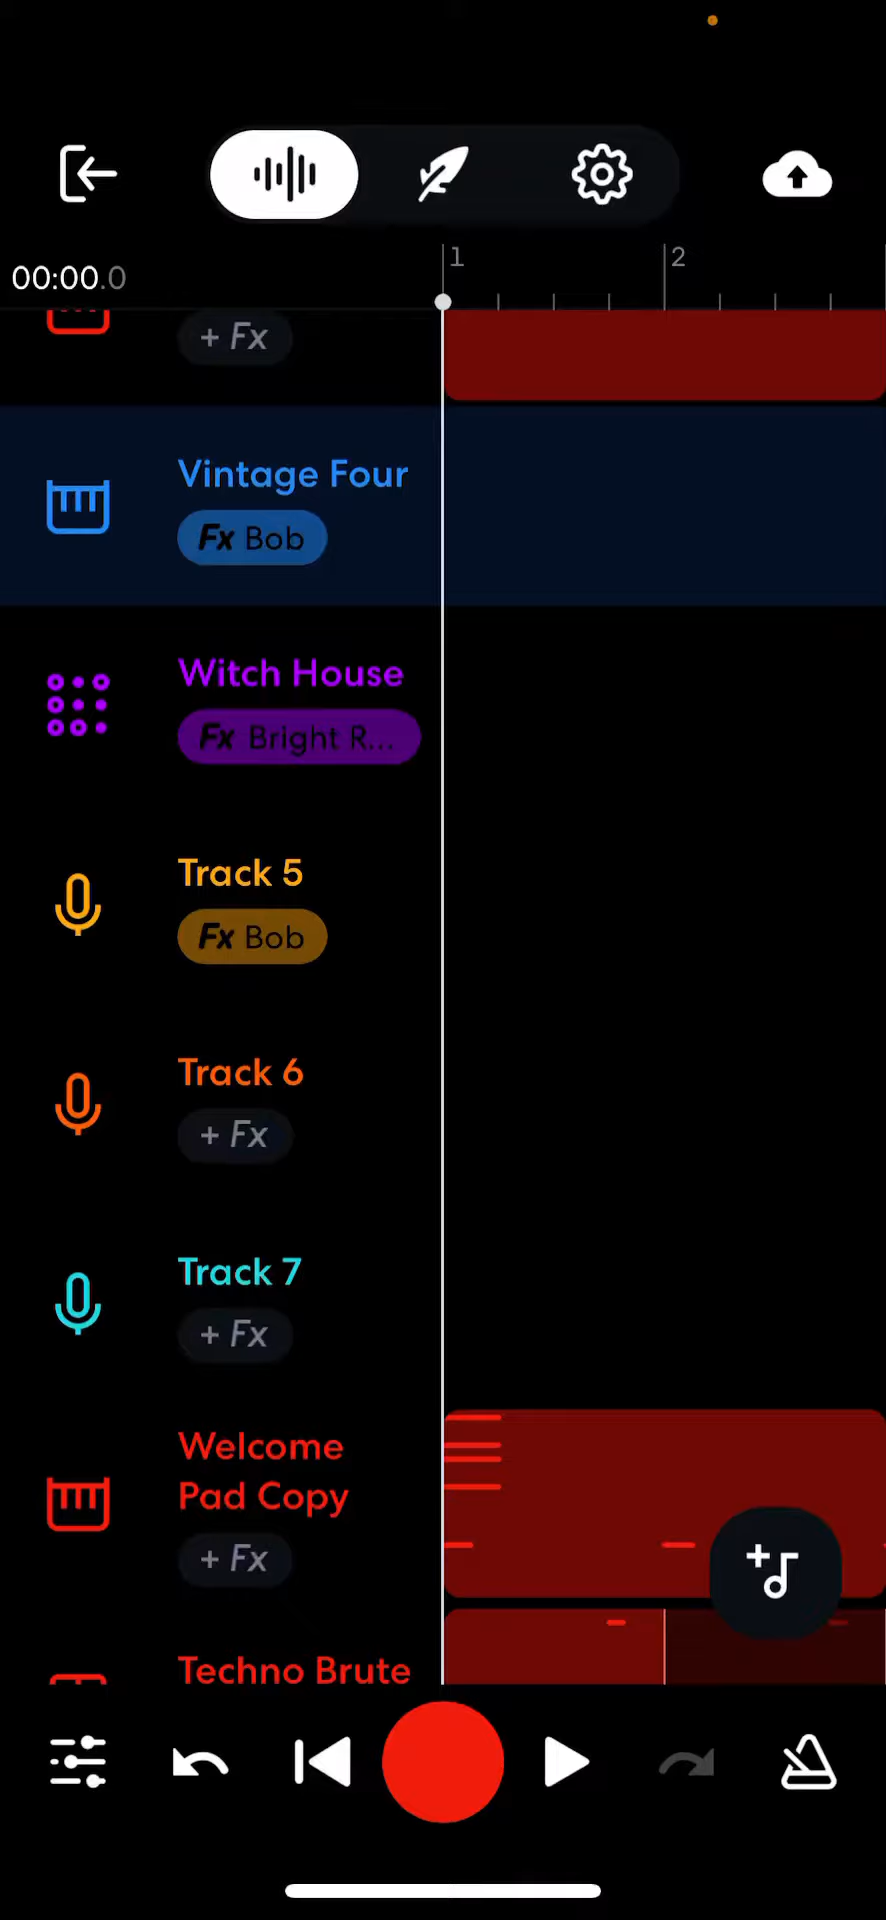 1 2
00:00.0
+ Fx
Vintage Four
Fx Bob
Witch House
Fx Bright R...
Track 5
Fx Bob
Track 6
+ Fx
Track 7
+ Fx
Welcome
Pad Copy
+ Fx
Techno Brute